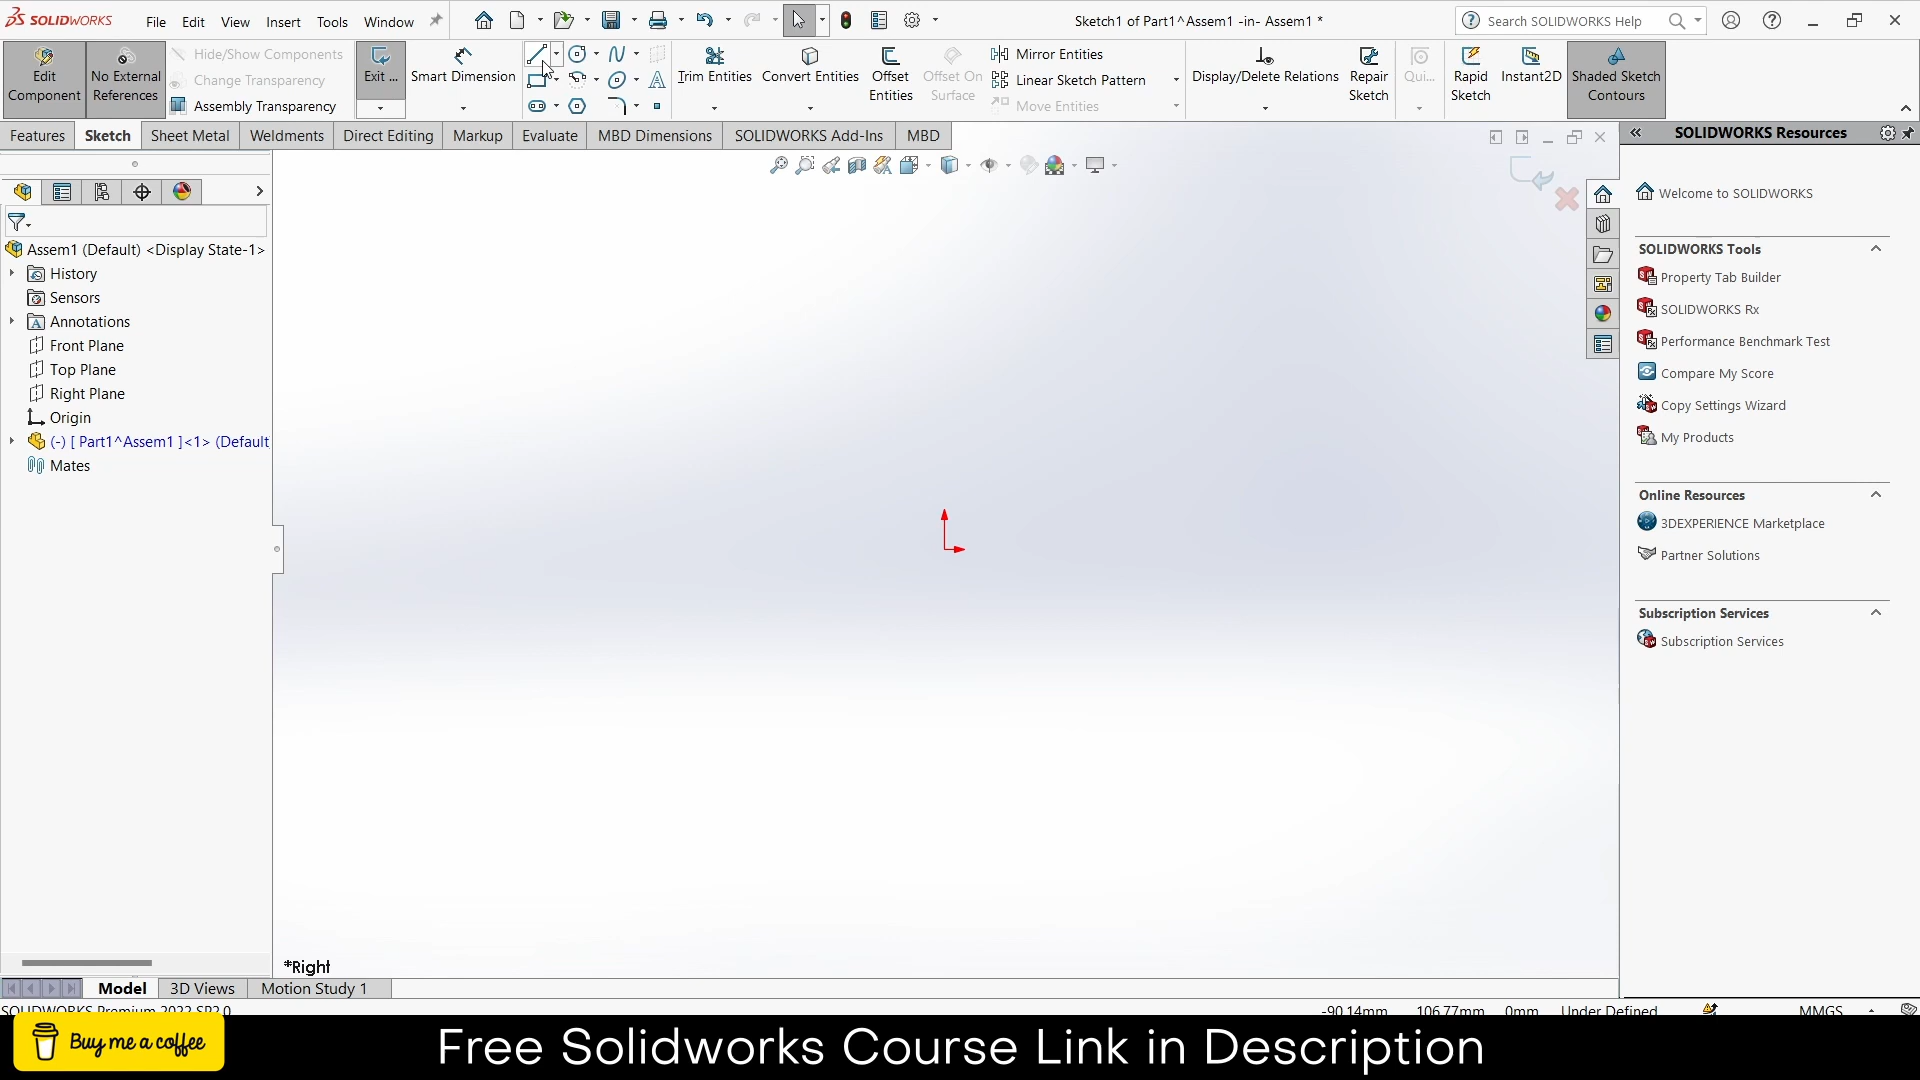 SOLIDWORKS File Edit View Insert Tools Window
Sketch1 of Part1^Assem1 -in- Assem1 *
Search SOLIDWORKS Help
Edit Component
No External References
Hide/Show Components
Change Transparency
Assembly Transparency
Exit ...
Smart Dimension
Trim Entities
Convert Entities
Offset Entities
Offset On Surface
Mirror Entities
Linear Sketch Pattern
Move Entities
Display/Delete Relations
Repair Sketch
Qui...
Rapid Sketch
Instant2D
Shaded Sketch Contours
Features Sketch Sheet Metal Weldments Direct Editing Markup Evaluate MBD Dimensions SOLIDWORKS Add-Ins MBD
Assem1 (Default) <Display State-1>
History
Sensors
Annotations
Front Plane
Top Plane
Right Plane
Origin
(-) [ Part1^Assem1 ]<1> (Default
Mates
*Right
SOLIDWORKS Resources
Welcome to SOLIDWORKS
SOLIDWORKS Tools
Property Tab Builder
SOLIDWORKS Rx
Performance Benchmark Test
Compare My Score
Copy Settings Wizard
My Products
Online Resources
3DEXPERIENCE Marketplace
Partner Solutions
Subscription Services
Subscription Services
Model 3D Views Motion Study 1
SOLIDWORKS Premium 2022 SP2.0
-90.14mm 106.77mm 0mm Under Defined MMGS
Buy me a coffee
Free Solidworks Course Link in Description